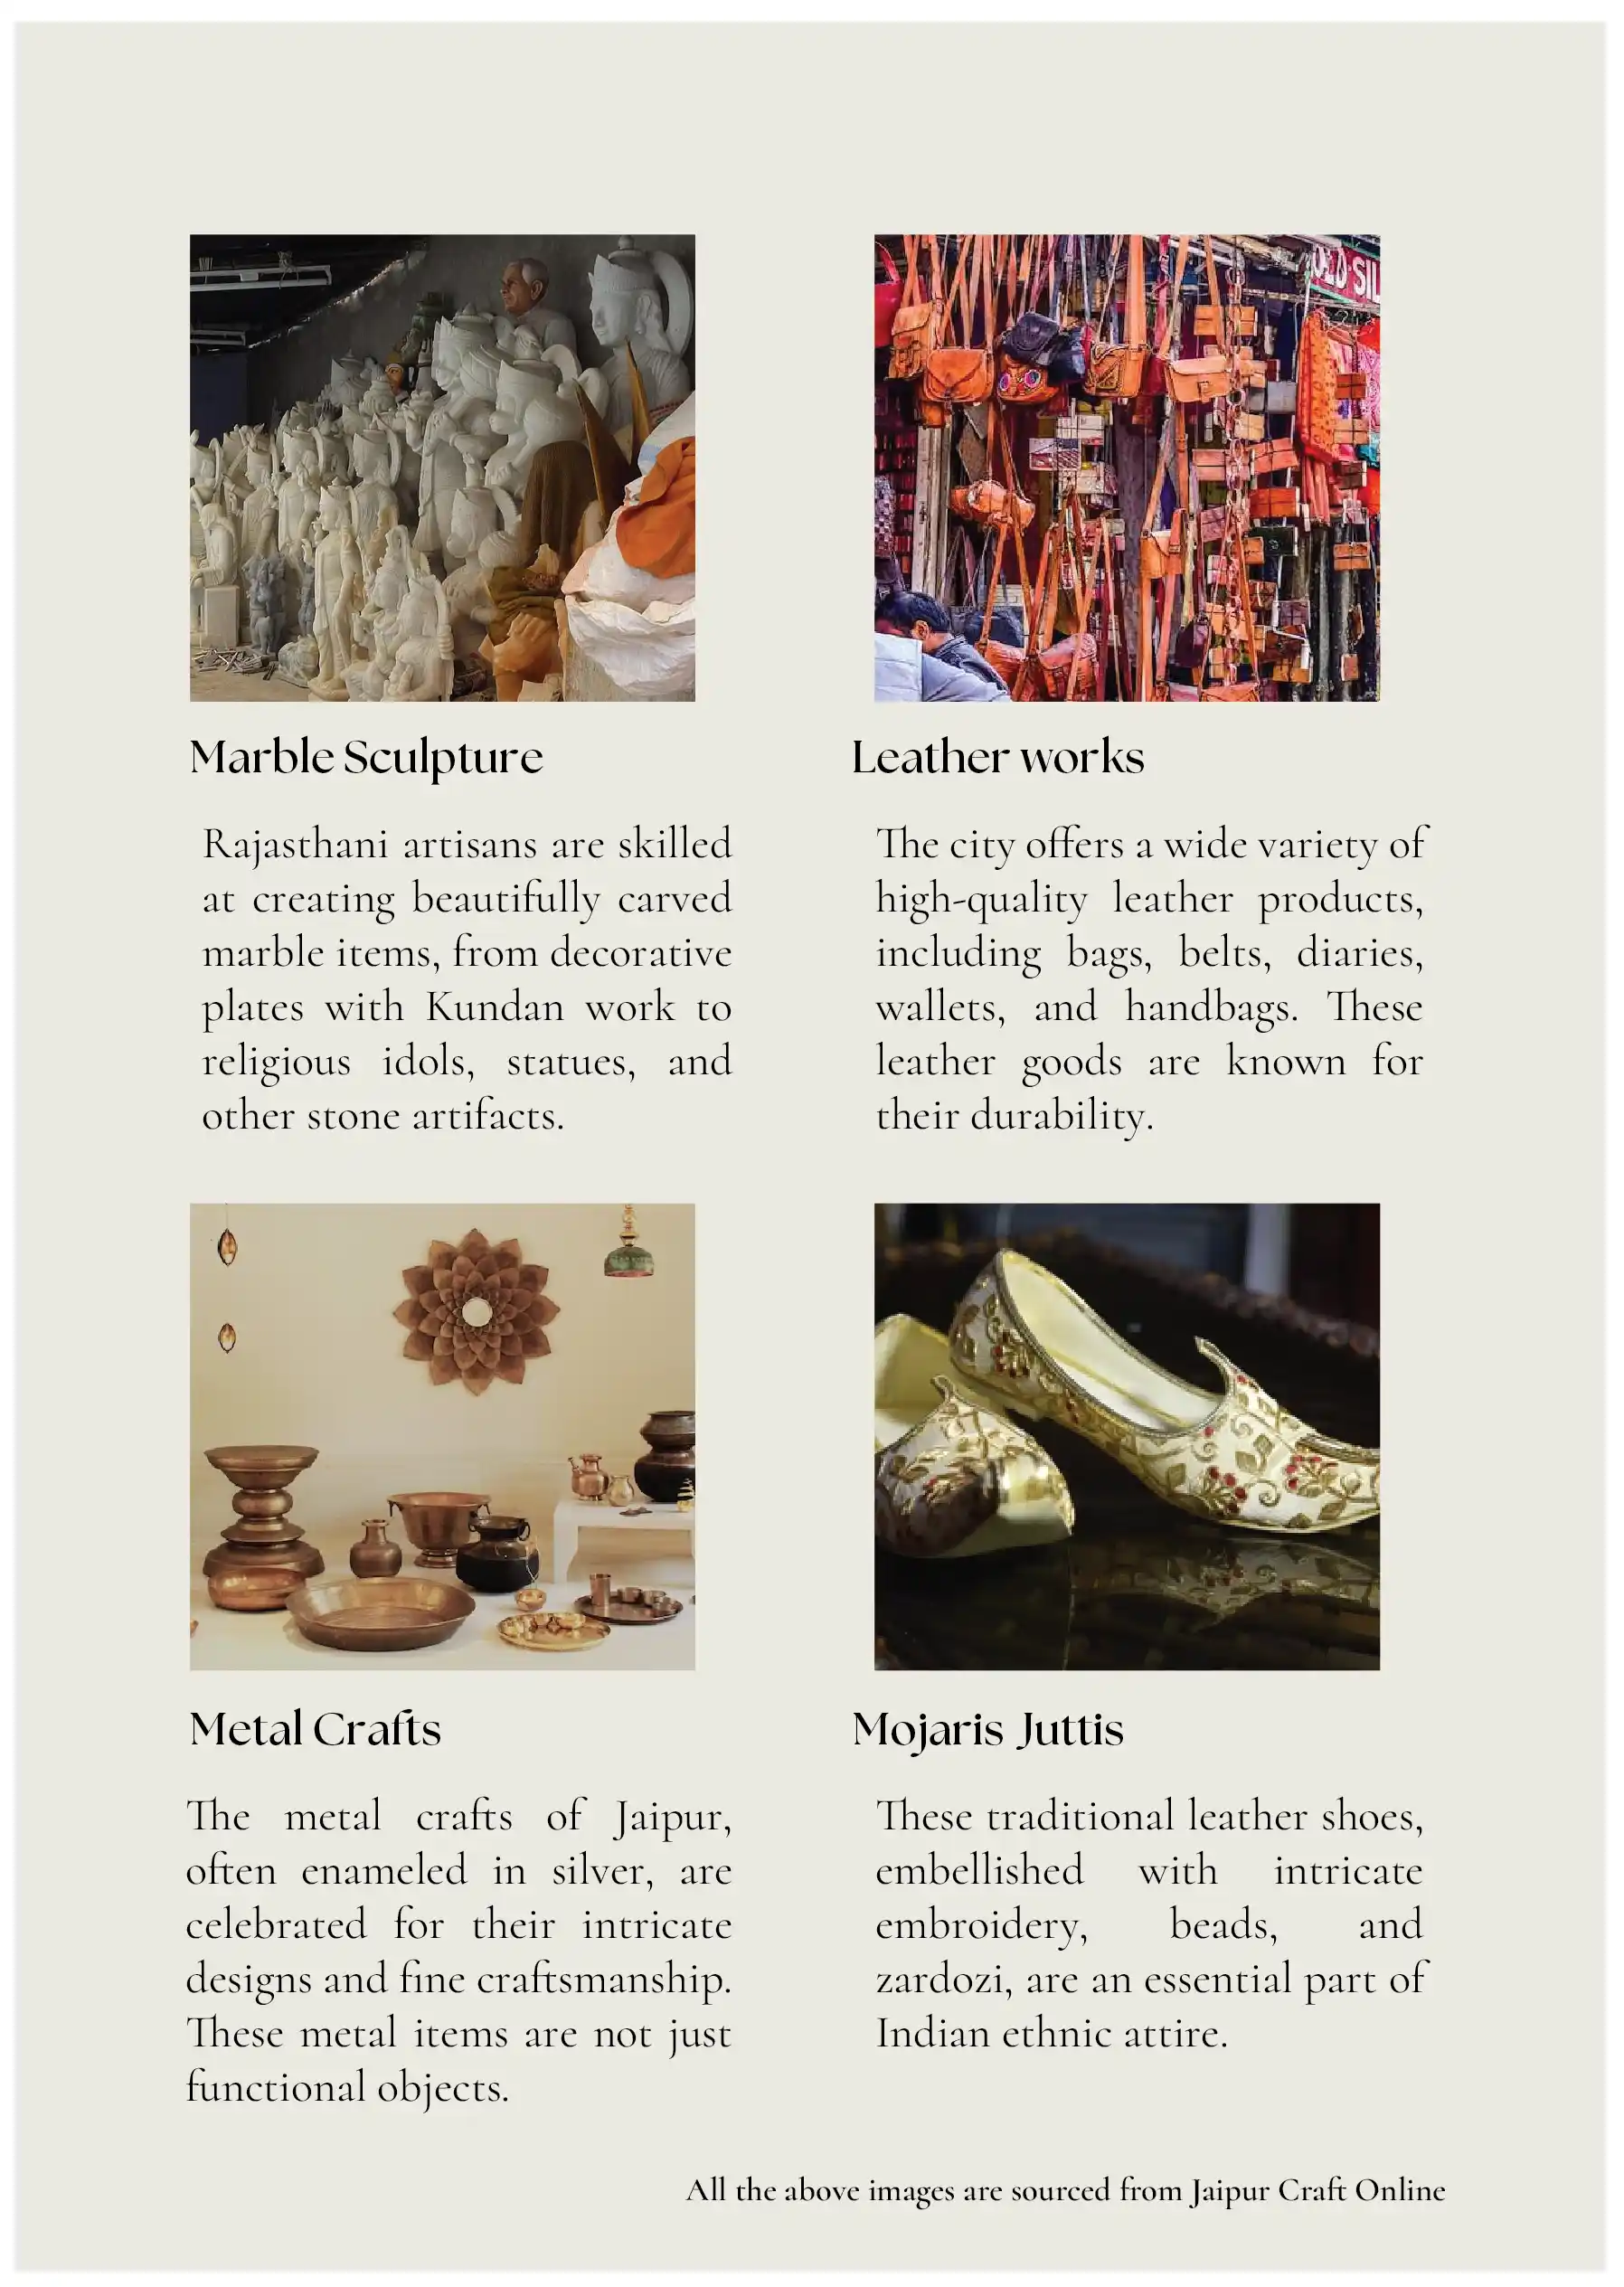 OLD SIL
Marble Sculpture
Rajasthani artisans are skilled
at creating beautifully carved
marble items, from decorative
plates with Kundan work to
religious idols, statues, and
other stone artifacts.
Leather works
The city offers a wide variety of
high-quality leather products,
including bags, belts, diaries,
wallets, and handbags. These
leather goods are known for
their durability.
Metal Crafts
The metal crafts of Jaipur,
often enameled in silver, are
celebrated for their intricate
designs and fine craftsmanship.
These metal items are not just
functional objects.
Mojaris Juttis
These traditional leather shoes,
embellished with intricate
embroidery, beads, and
zardozi, are an essential part of
Indian ethnic attire.
All the above images are sourced from Jaipur Craft Online